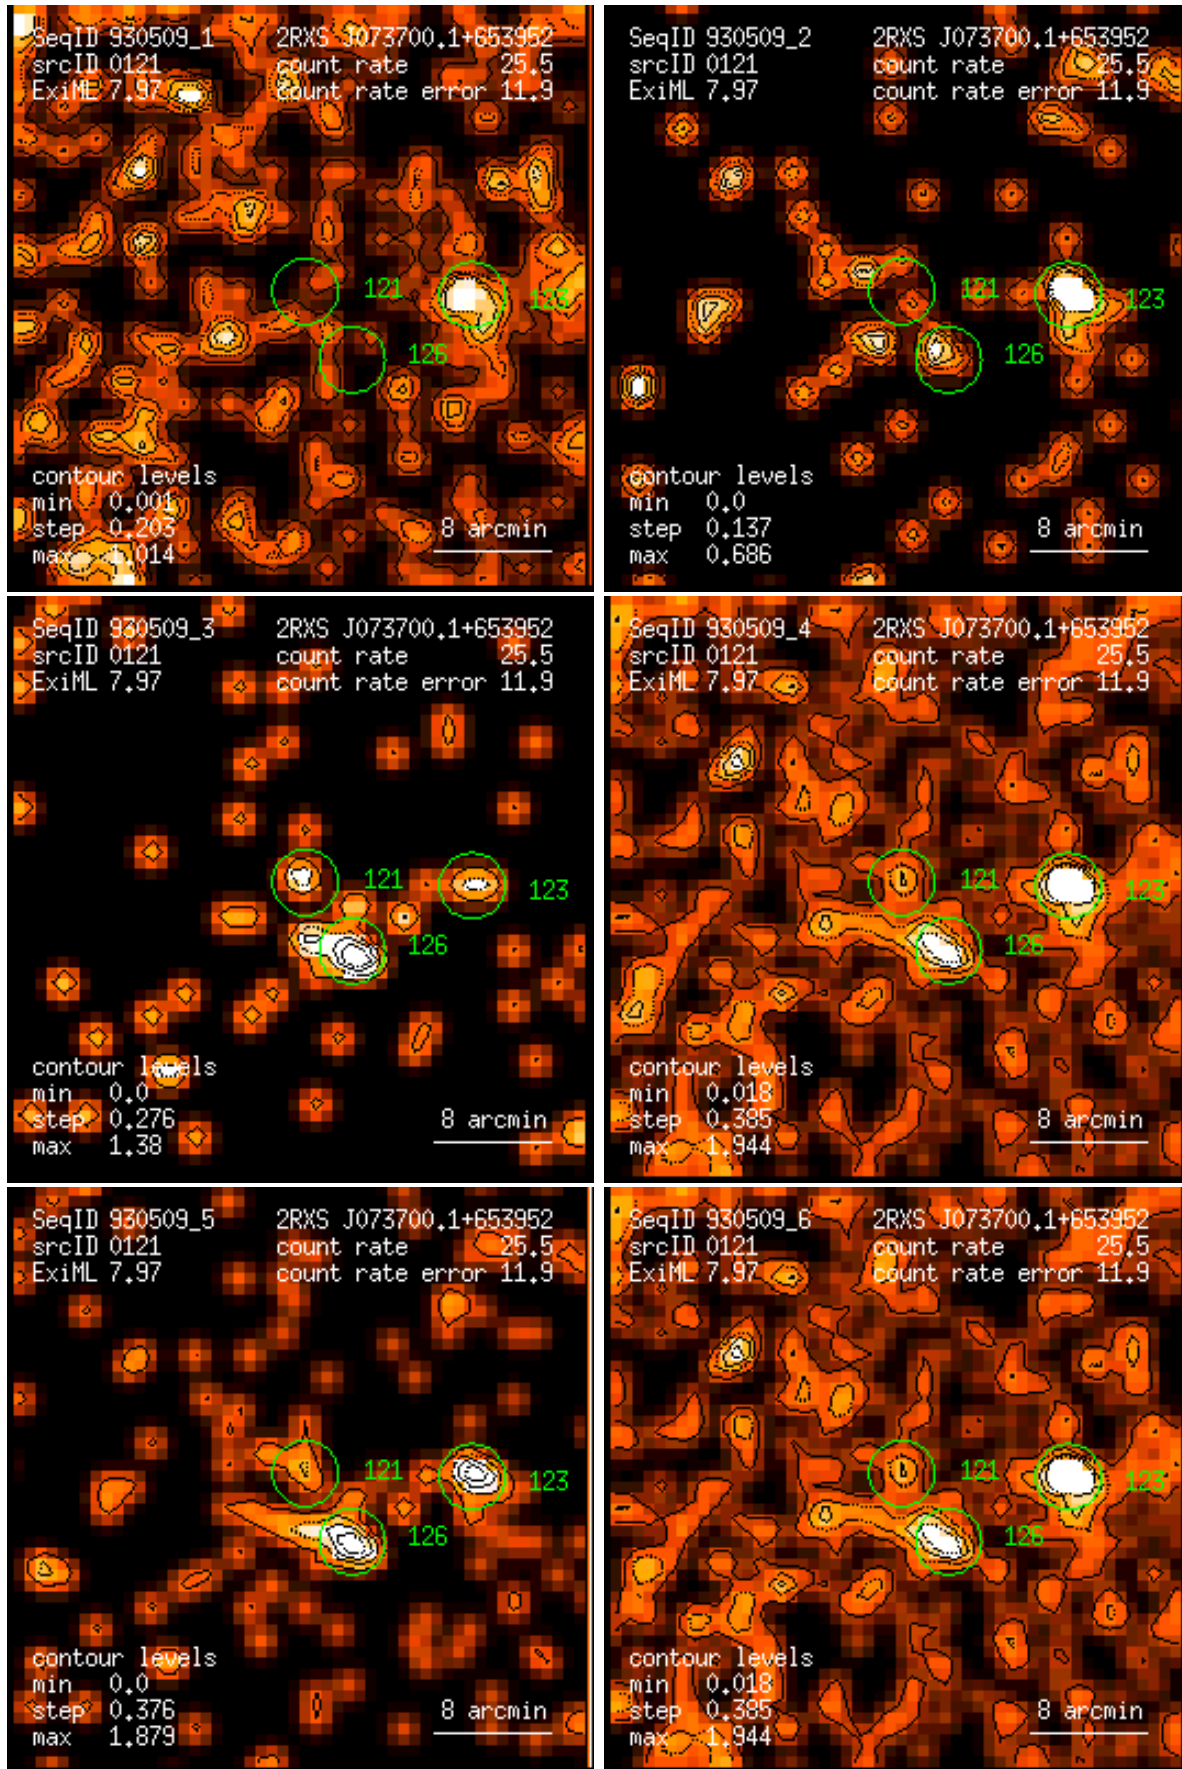 SeqID 930509_1 2RXS J073700.1+653952
srcID 0121 count rate 25.5
ExiML 7.97 count rate error 11.9
121
123
126
contour levels
min 0.001
step 0.203
max 1.014
8 arcmin
SeqID 930509_2 2RXS J073700.1+653952
srcID 0121 count rate 25.5
ExiML 7.97 count rate error 11.9
121
123
126
contour levels
min 0.0
step 0.137
max 0.686
8 arcmin
SeqID 930509_3 2RXS J073700.1+653952
srcID 0121 count rate 25.5
ExiML 7.97 count rate error 11.9
121
123
126
contour levels
min 0.0
step 0.276
max 1.38
8 arcmin
SeqID 930509_4 2RXS J073700.1+653952
srcID 0121 count rate 25.5
ExiML 7.97 count rate error 11.9
121
123
126
contour levels
min 0.018
step 0.385
max 1.944
8 arcmin
SeqID 930509_5 2RXS J073700.1+653952
srcID 0121 count rate 25.5
ExiML 7.97 count rate error 11.9
121
123
126
contour levels
min 0.0
step 0.376
max 1.879
8 arcmin
SeqID 930509_6 2RXS J073700.1+653952
srcID 0121 count rate 25.5
ExiML 7.97 count rate error 11.9
121
123
126
contour levels
min 0.018
step 0.385
max 1.944
8 arcmin